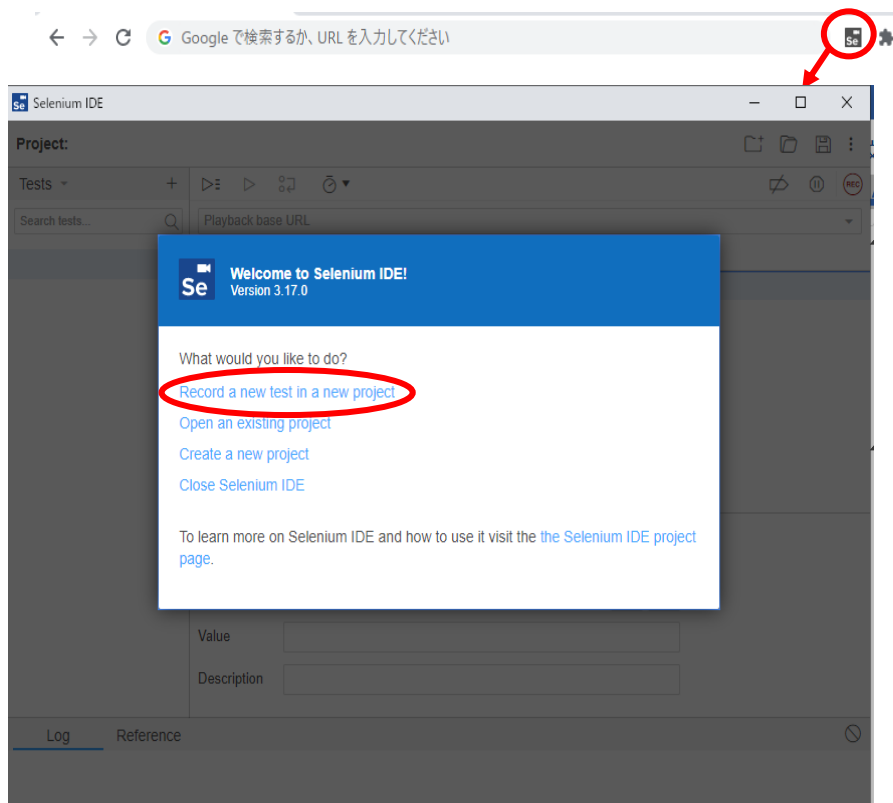 G Google で検索するか、URL を入力してください
Se
Se Selenium IDE
Project:
Tests
REC
Search tests...
Playback base URL
Se
Welcome to Selenium IDE!
Version 3.17.0
What would you like to do?
Record a new test in a new project
Open an existing project
Create a new project
Close Selenium IDE
To learn more on Selenium IDE and how to use it visit the the Selenium IDE project
page.
Value
Description
Log Reference